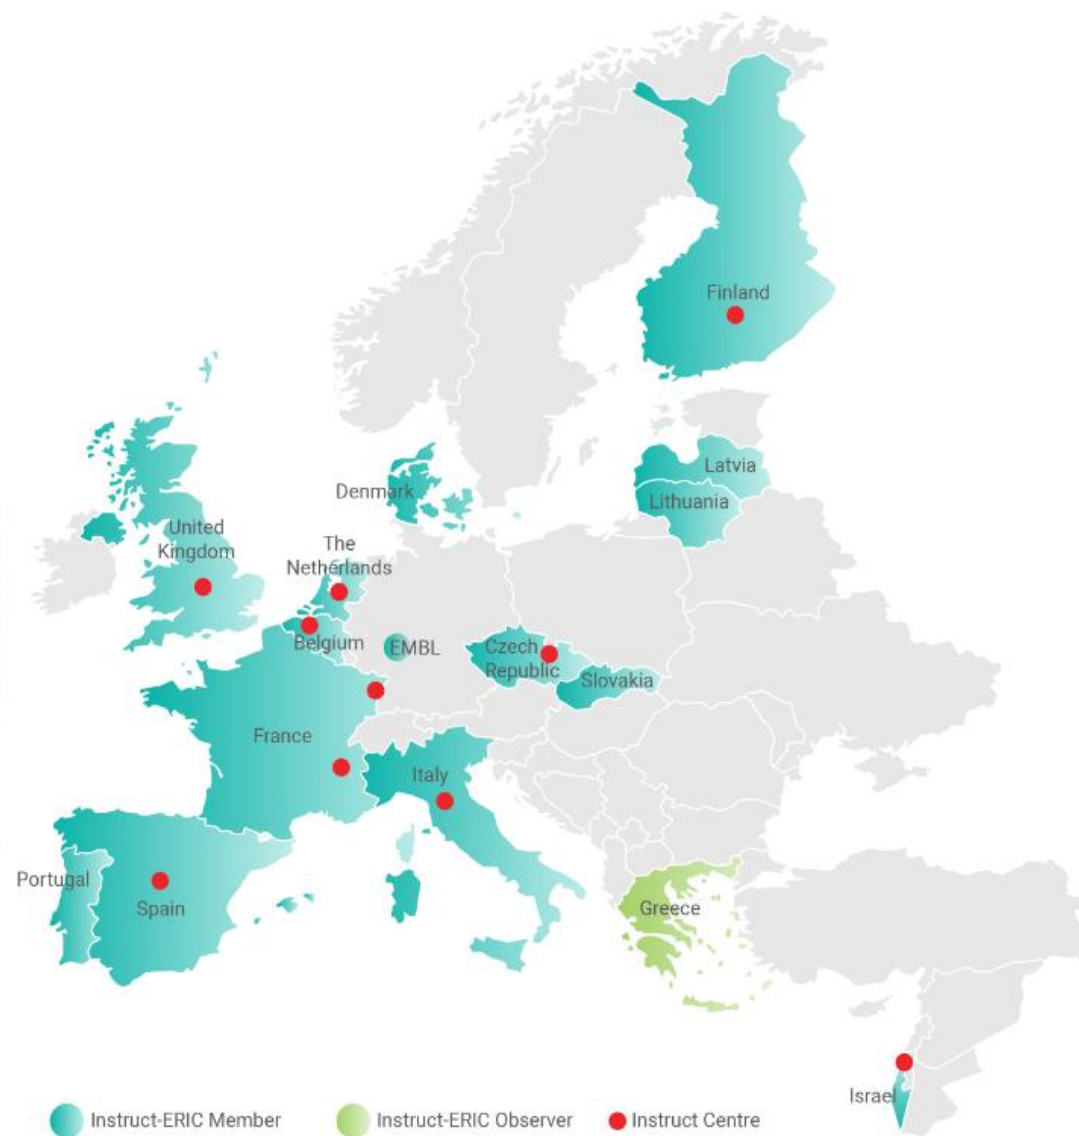 Finland
Latvia
Lithuania
Denmark
United
Kingdom
The
Netherlands
Belgium
EMBL
Czech
Republic
Slovakia
France
Italy
Portugal
Spain
Greece
Israel
Instruct-ERIC Member
Instruct-ERIC Observer
Instruct Centre